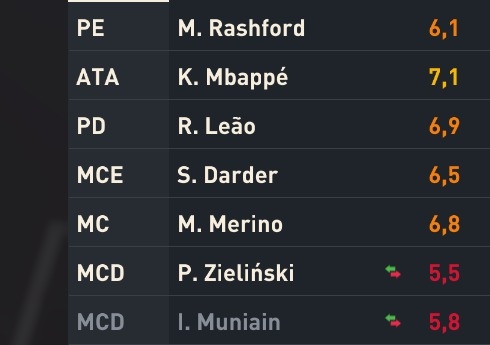 PE M. Rashford 6,1
ATA K. Mbappé 7,1
PD R. Leão 6,9
MCE S. Darder 6,5
MC M. Merino 6,8
MCD P. Zieliński 5,5
MCD I. Muniain 5,8